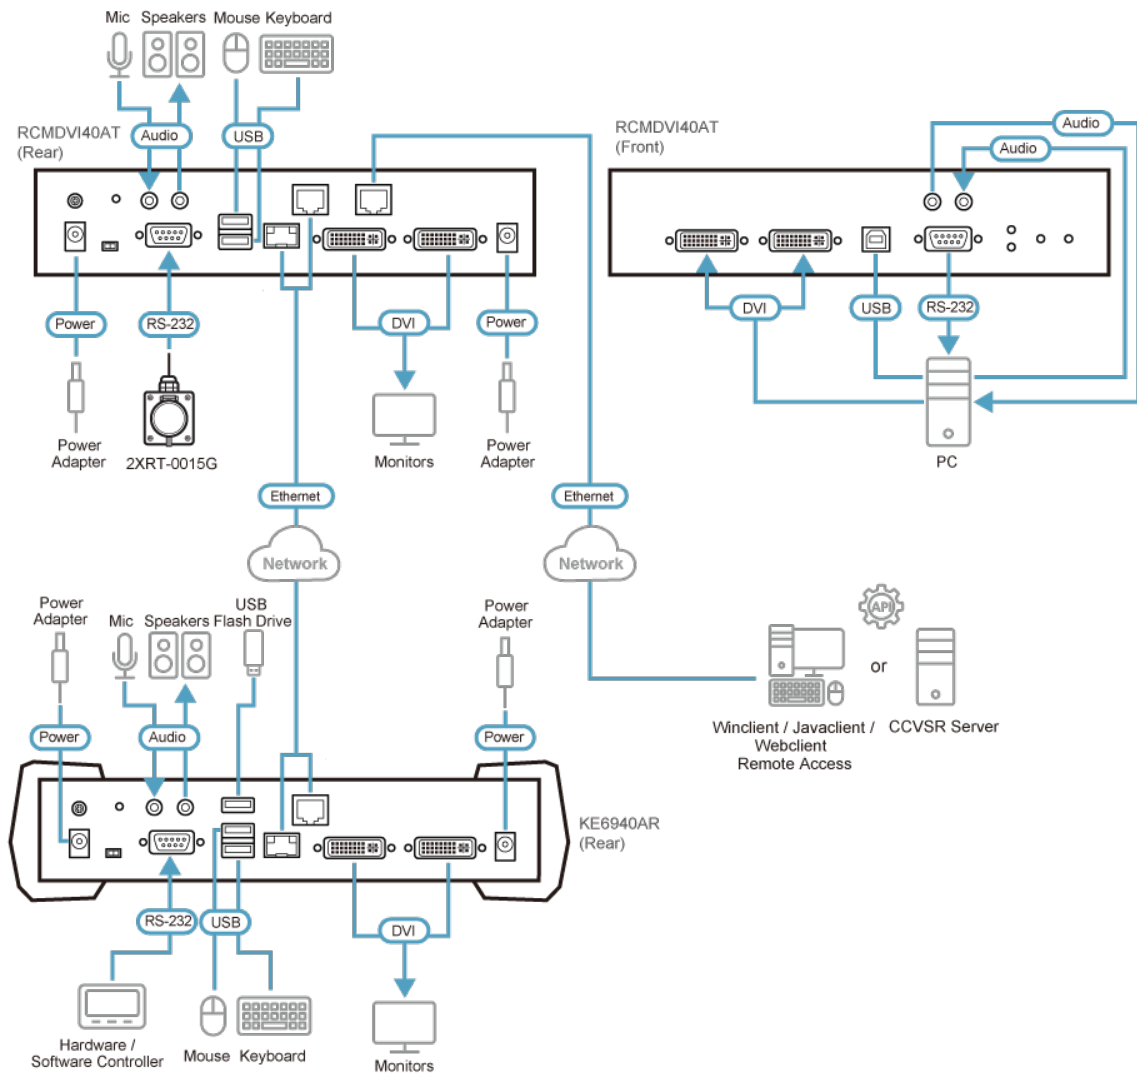 Mic Speakers Mouse Keyboard
RCMDVI40AT
(Rear)
Audio
USB
RCMDVI40AT
(Front)
Audio
Audio
Power
RS-232
DVI
Power
DVI
USB
RS-232
Power
Adapter
2XRT-0015G
Monitors
Power
Adapter
PC
Ethernet
Ethernet
Network
Network
Power
Adapter
Mic
Speakers
USB
Flash Drive
Power
Adapter
API
or
Winclient / Javaclient /
Webclient
Remote Access
CCVSR Server
Power
Audio
Power
KE6940AR
(Rear)
RS-232
USB
DVI
Hardware /
Software Controller
Mouse Keyboard
Monitors